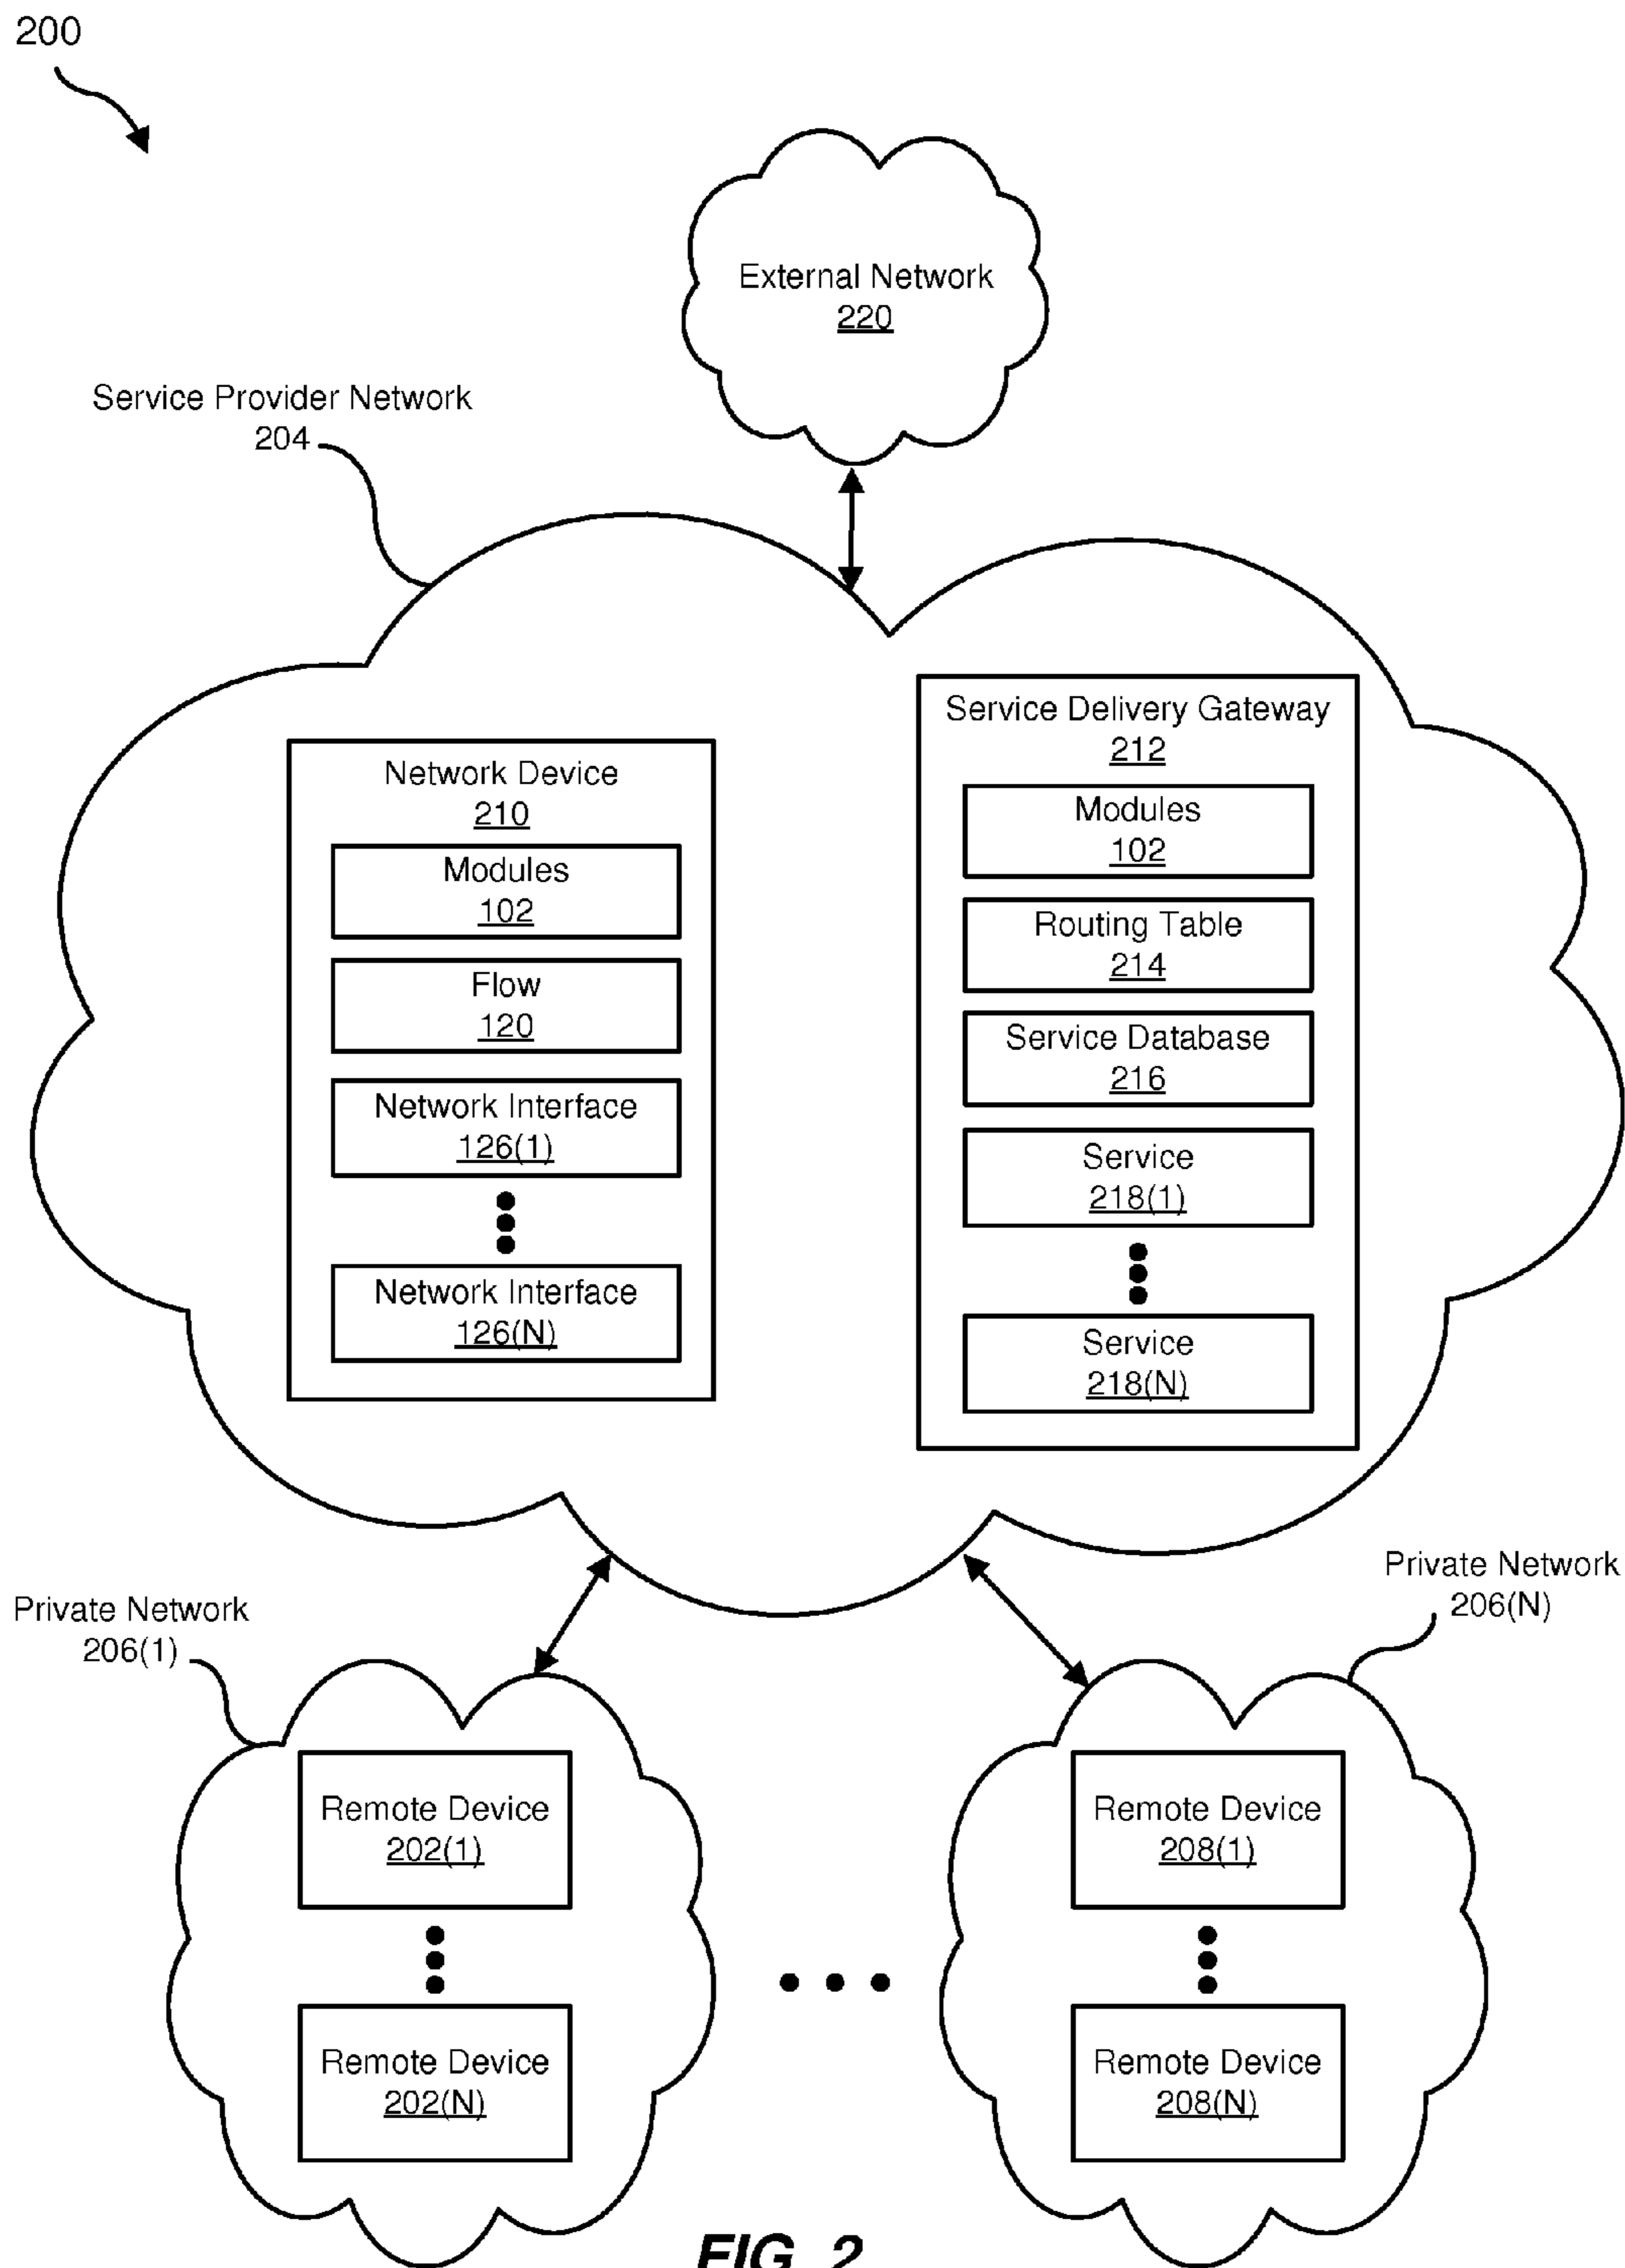 200
External Network
220
Service Provider Network
204
Network Device
210
Modules
102
Flow
120
Network Interface
126(1)
Network Interface
126(N)
Service Delivery Gateway
212
Modules
102
Routing Table
214
Service Database
216
Service
218(1)
Service
218(N)
Private Network
206(1)
Private Network
206(N)
Remote Device
202(1)
Remote Device
202(N)
Remote Device
208(1)
Remote Device
208(N)
FIG. 2